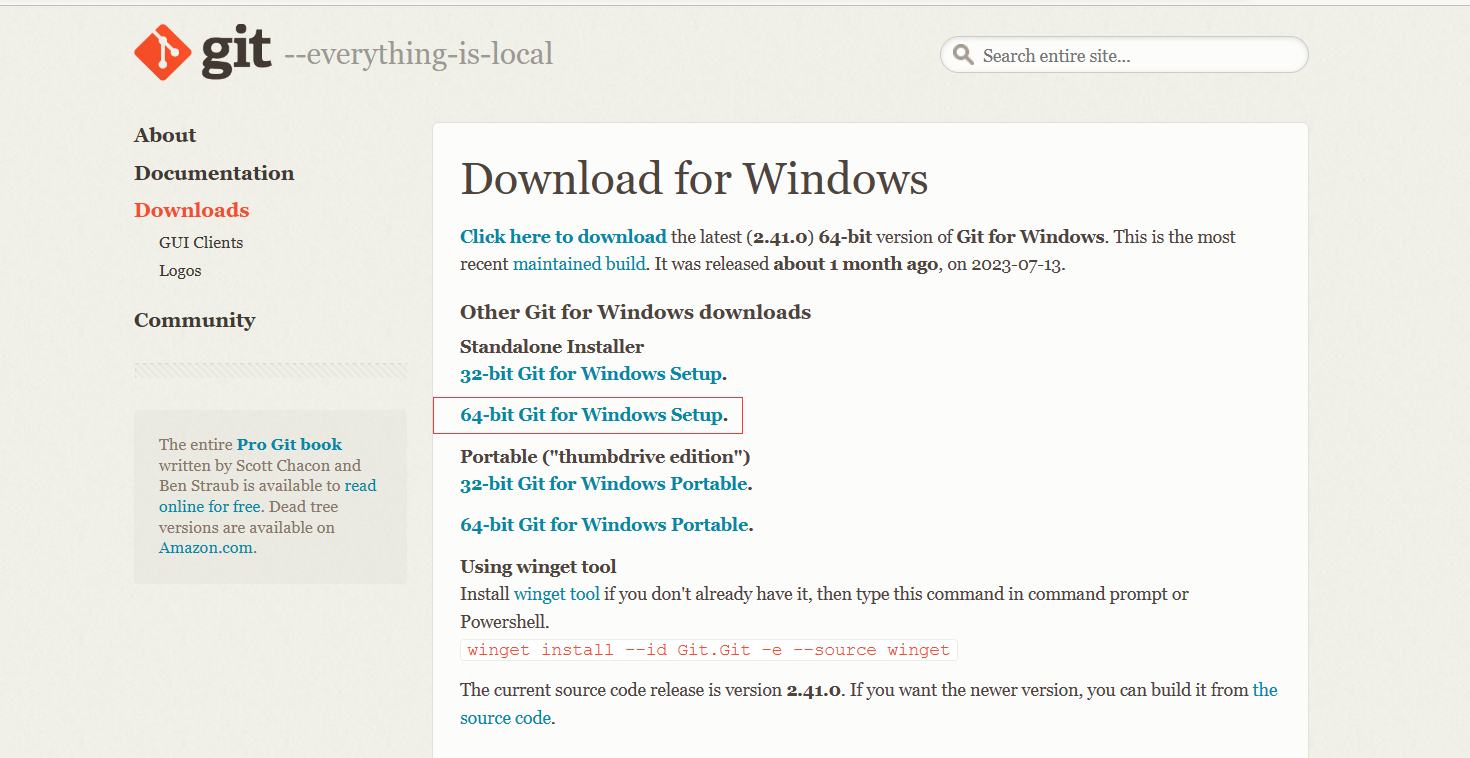 git --everything-is-local
Search entire site...
About
Documentation
Downloads
GUI Clients
Logos
Community
The entire Pro Git book
written by Scott Chacon and
Ben Straub is available to read
online for free. Dead tree
versions are available on
Amazon.com.
Download for Windows
Click here to download the latest (2.41.0) 64-bit version of Git for Windows. This is the most
recent maintained build. It was released about 1 month ago, on 2023-07-13.
Other Git for Windows downloads
Standalone Installer
32-bit Git for Windows Setup.
64-bit Git for Windows Setup.
Portable ("thumbdrive edition")
32-bit Git for Windows Portable.
64-bit Git for Windows Portable.
Using winget tool
Install winget tool if you don't already have it, then type this command in command prompt or
Powershell.
winget install --id Git.Git -e --source winget
The current source code release is version 2.41.0. If you want the newer version, you can build it from the
source code.